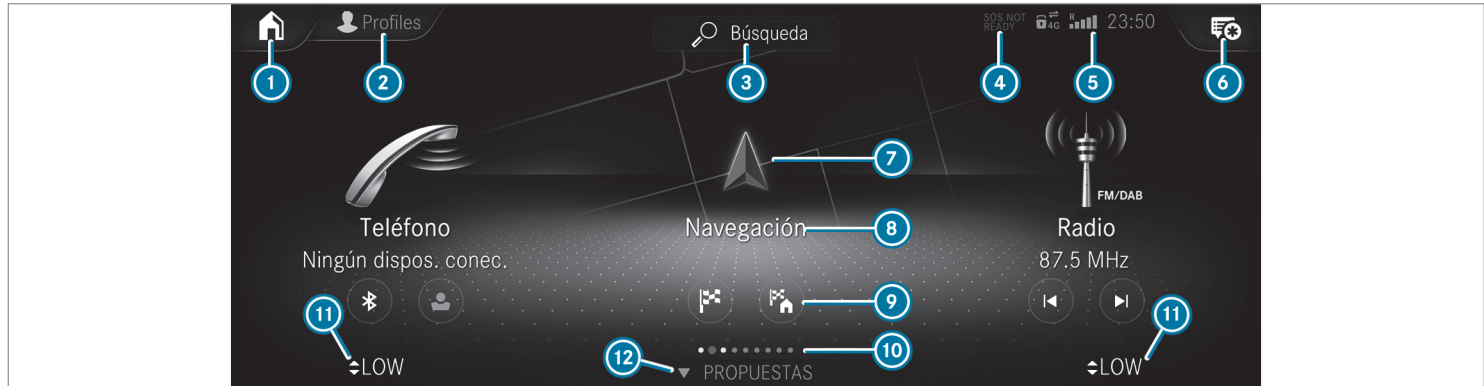 Profiles
Búsqueda
SOS NOT
READY
4G
R
23:50
1
2
3
4
5
6
7
FM/DAB
Teléfono
Navegación
8
Radio
Ningún dispos. conec.
87.5 MHz
9
11
11
10
12
LOW
PROPUESTAS
LOW